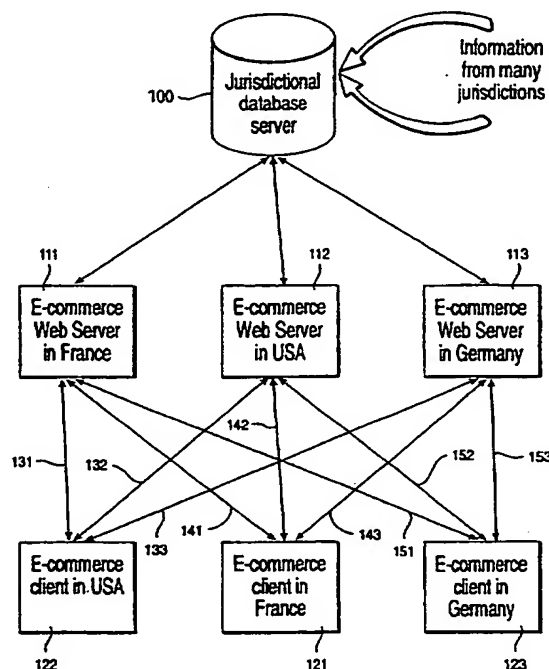 Jurisdictional
database
server
100
Information
from many
jurisdictions
111
112
113
E-commerce
Web Server
in France
E-commerce
Web Server
in USA
E-commerce
Web Server
in Germany
131
132
133
141
142
143
151
152
153
E-commerce
client in USA
E-commerce
client in
France
E-commerce
client in
Germany
122
121
123